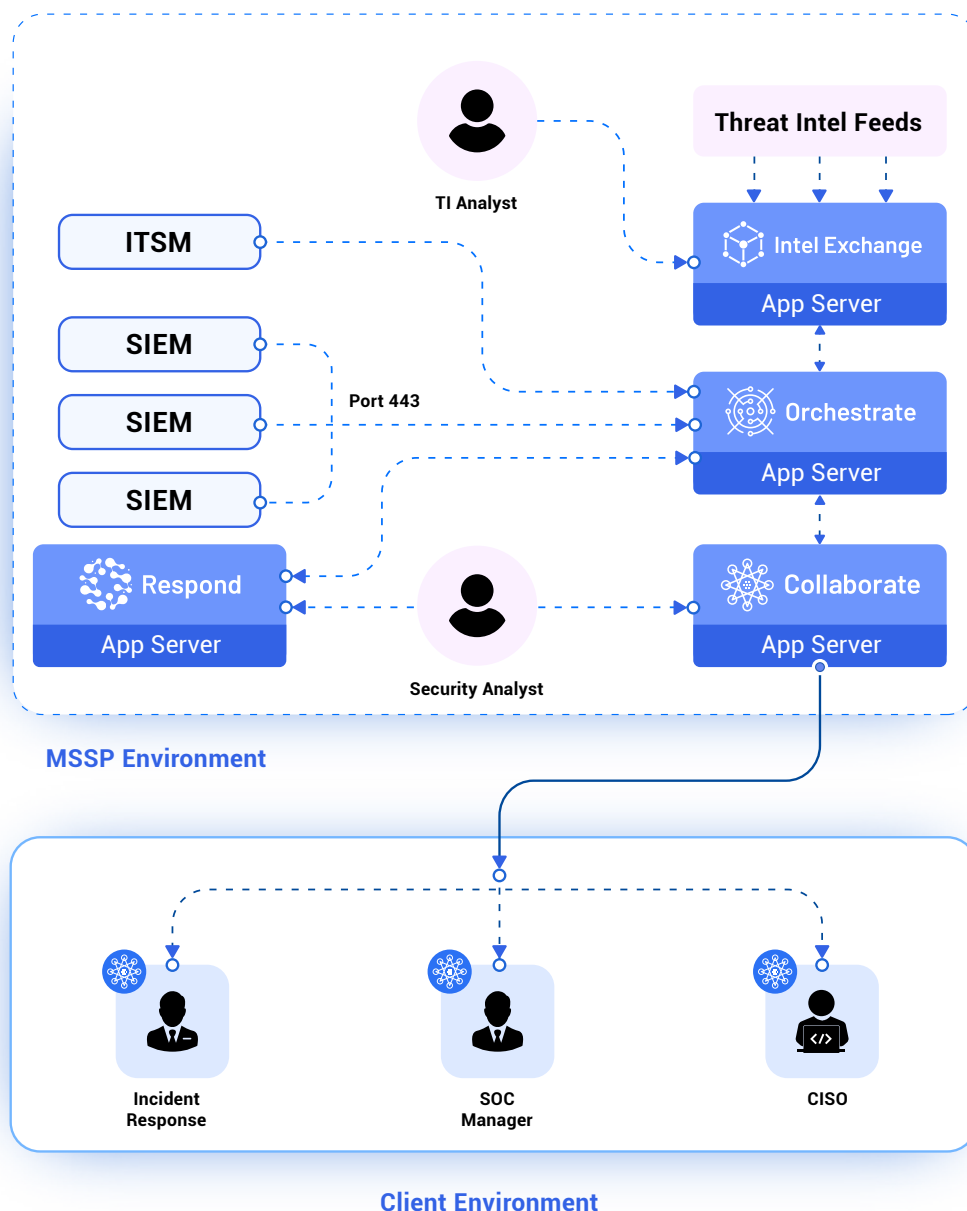 Threat Intel Feeds
TI Analyst
ITSM
Intel Exchange
App Server
SIEM
Port 443
SIEM
Orchestrate
App Server
SIEM
Respond
App Server
Security Analyst
Collaborate
App Server
MSSP Environment
</>
Incident
Response
SOC
Manager
CISO
Client Environment